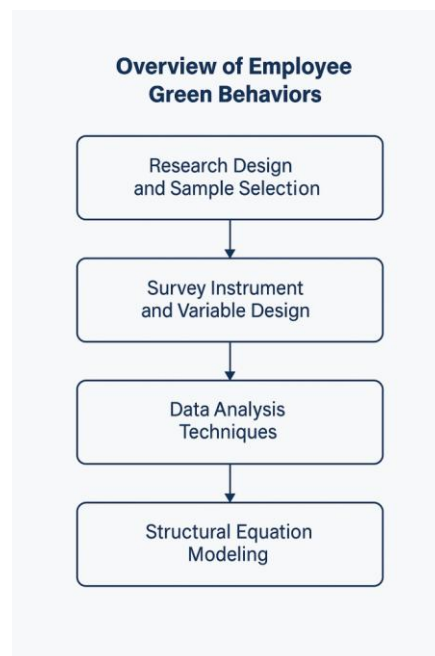 Overview of Employee
Green Behaviors
Research Design
and Sample Selection
Survey Instrument
and Variable Design
Data Analysis
Techniques
Structural Equation
Modeling